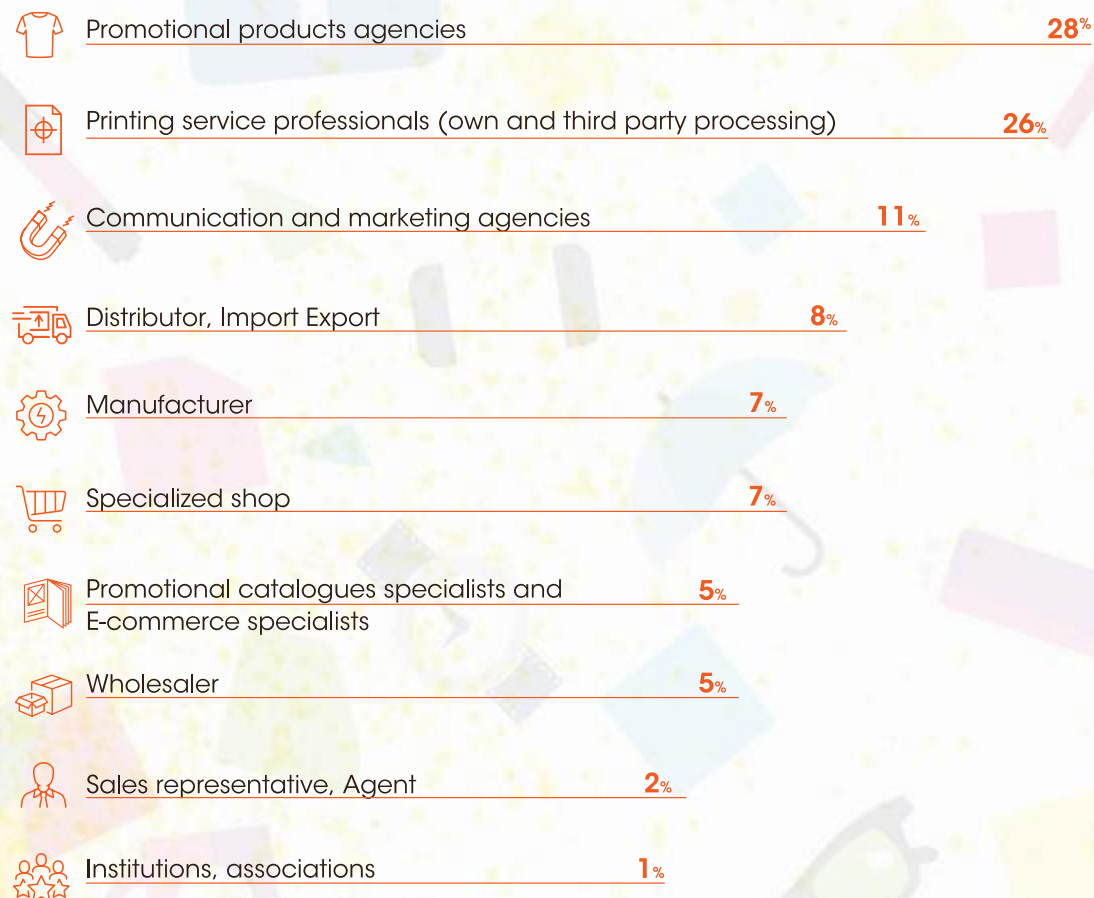 Promotional products agencies 28%
Printing service professionals (own and third party processing) 26%
Communication and marketing agencies 11%
Distributor, Import Export 8%
Manufacturer 7%
Specialized shop 7%
Promotional catalogues specialists and 5%
E-commerce specialists
Wholesaler 5%
Sales representative, Agent 2%
Institutions, associations 1%